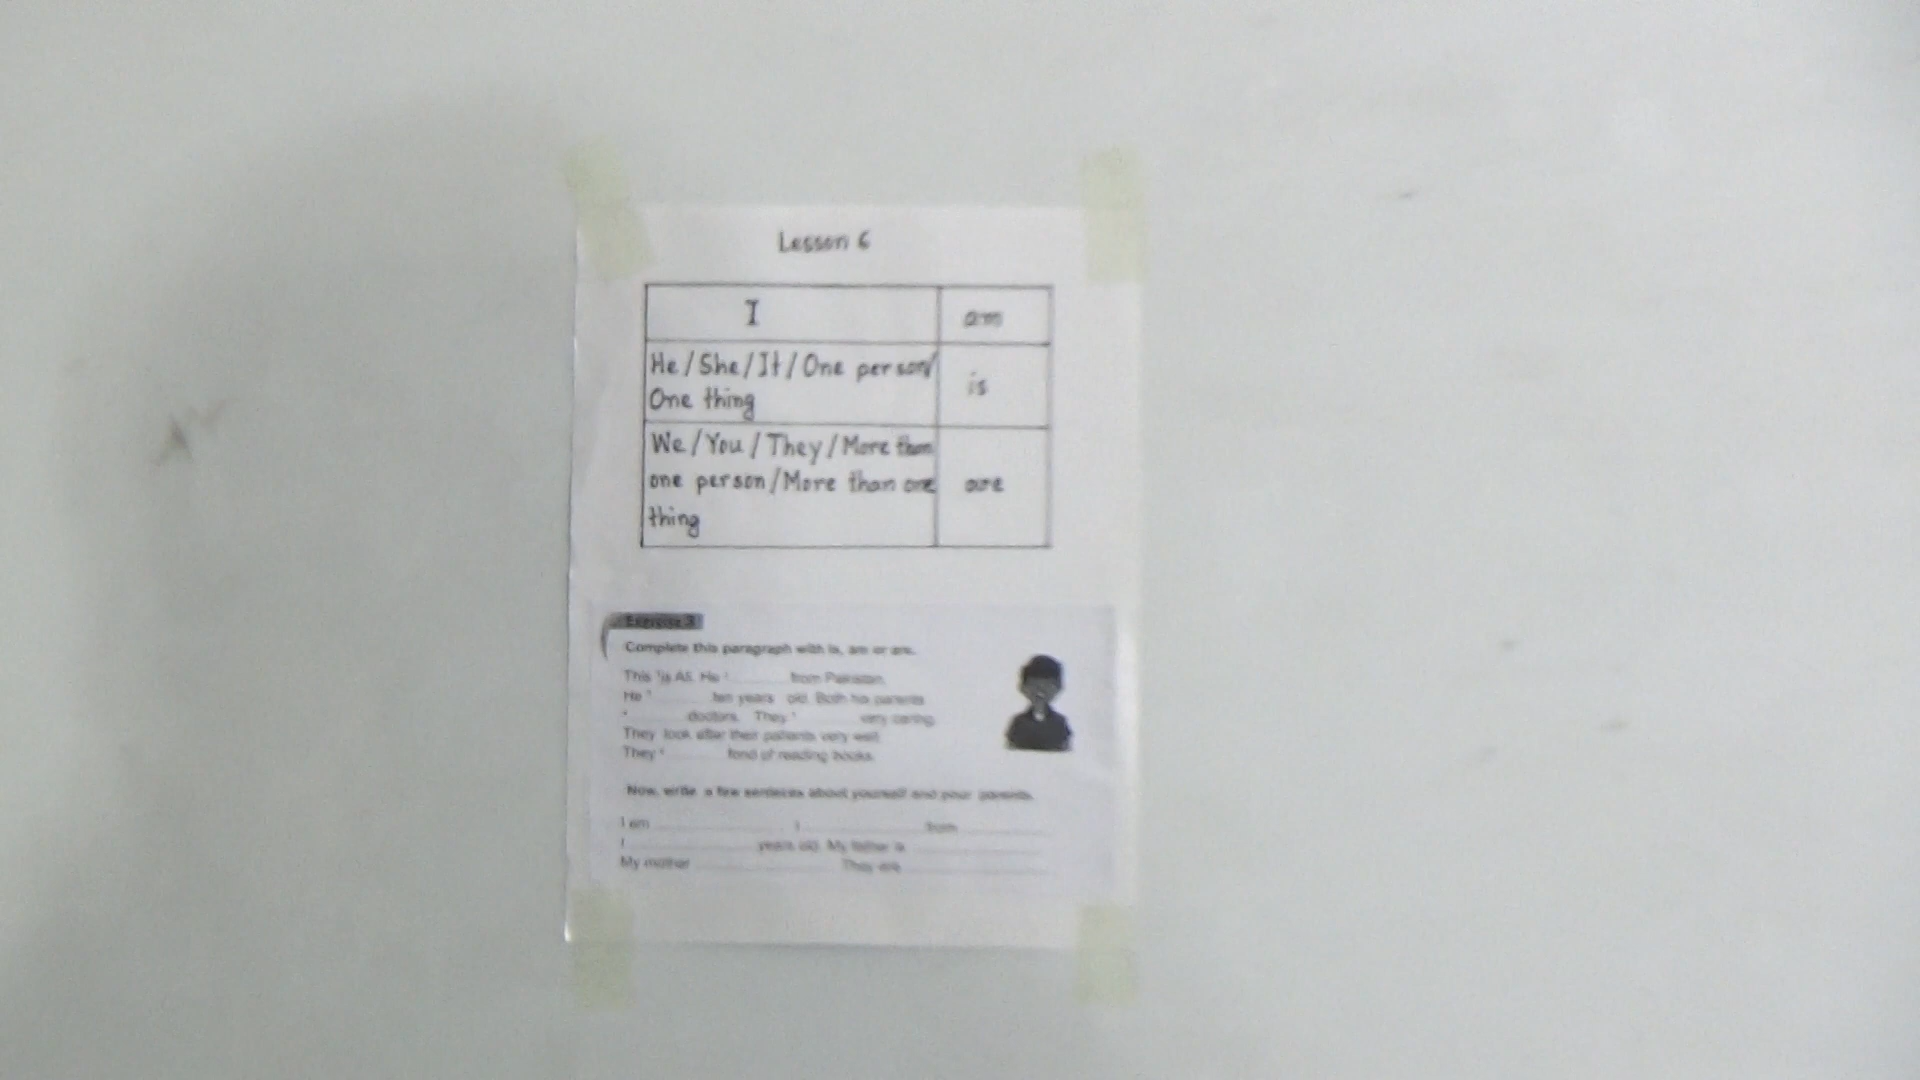 Lesson 6
I am
He/She/It/One person/ is
One thing
We/You/They/More than
one person/More than one are
thing
Exercise 3
Complete this paragraph with is, am or are.
This is Ali. He from Pakistan.
He ten years old. Both his parents
doctors. They very caring.
They look after their patients very well.
They fond of reading books.
Now, write a few sentences about yourself and your parents.
I am I from
I years old. My father is
My mother They are